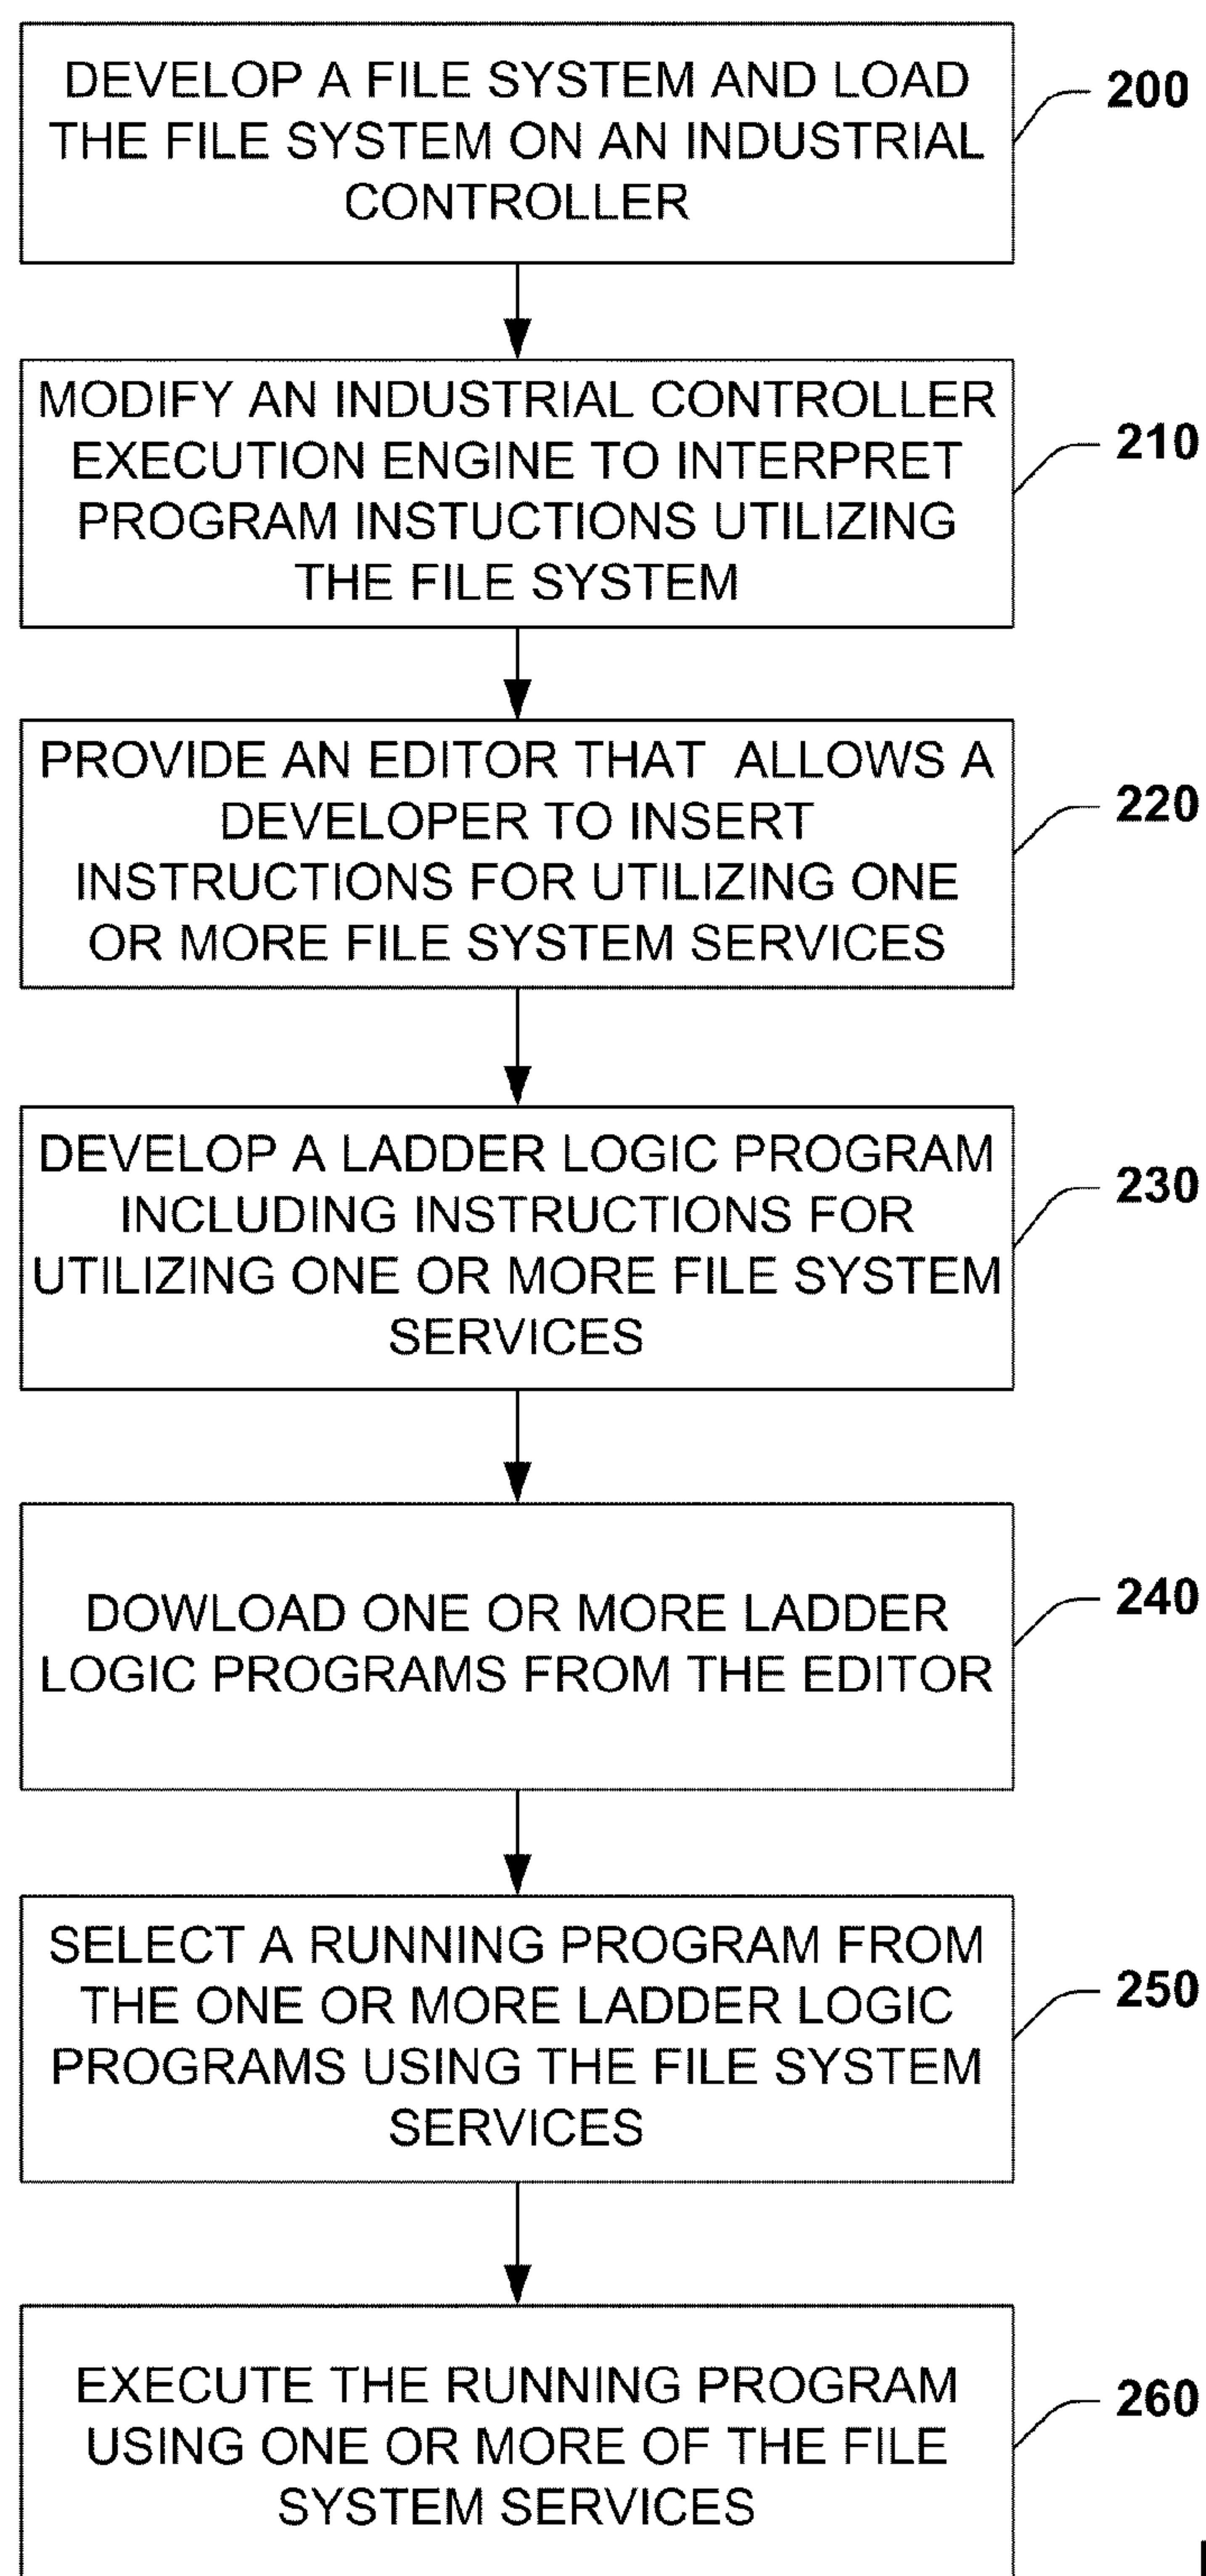 DEVELOP A FILE SYSTEM AND LOAD
THE FILE SYSTEM ON AN INDUSTRIAL
CONTROLLER
200
MODIFY AN INDUSTRIAL CONTROLLER
EXECUTION ENGINE TO INTERPRET
PROGRAM INSTUCTIONS UTILIZING
THE FILE SYSTEM
210
PROVIDE AN EDITOR THAT ALLOWS A
DEVELOPER TO INSERT
INSTRUCTIONS FOR UTILIZING ONE
OR MORE FILE SYSTEM SERVICES
220
DEVELOP A LADDER LOGIC PROGRAM
INCLUDING INSTRUCTIONS FOR
UTILIZING ONE OR MORE FILE SYSTEM
SERVICES
230
DOWLOAD ONE OR MORE LADDER
LOGIC PROGRAMS FROM THE EDITOR
240
SELECT A RUNNING PROGRAM FROM
THE ONE OR MORE LADDER LOGIC
PROGRAMS USING THE FILE SYSTEM
SERVICES
250
EXECUTE THE RUNNING PROGRAM
USING ONE OR MORE OF THE FILE
SYSTEM SERVICES
260